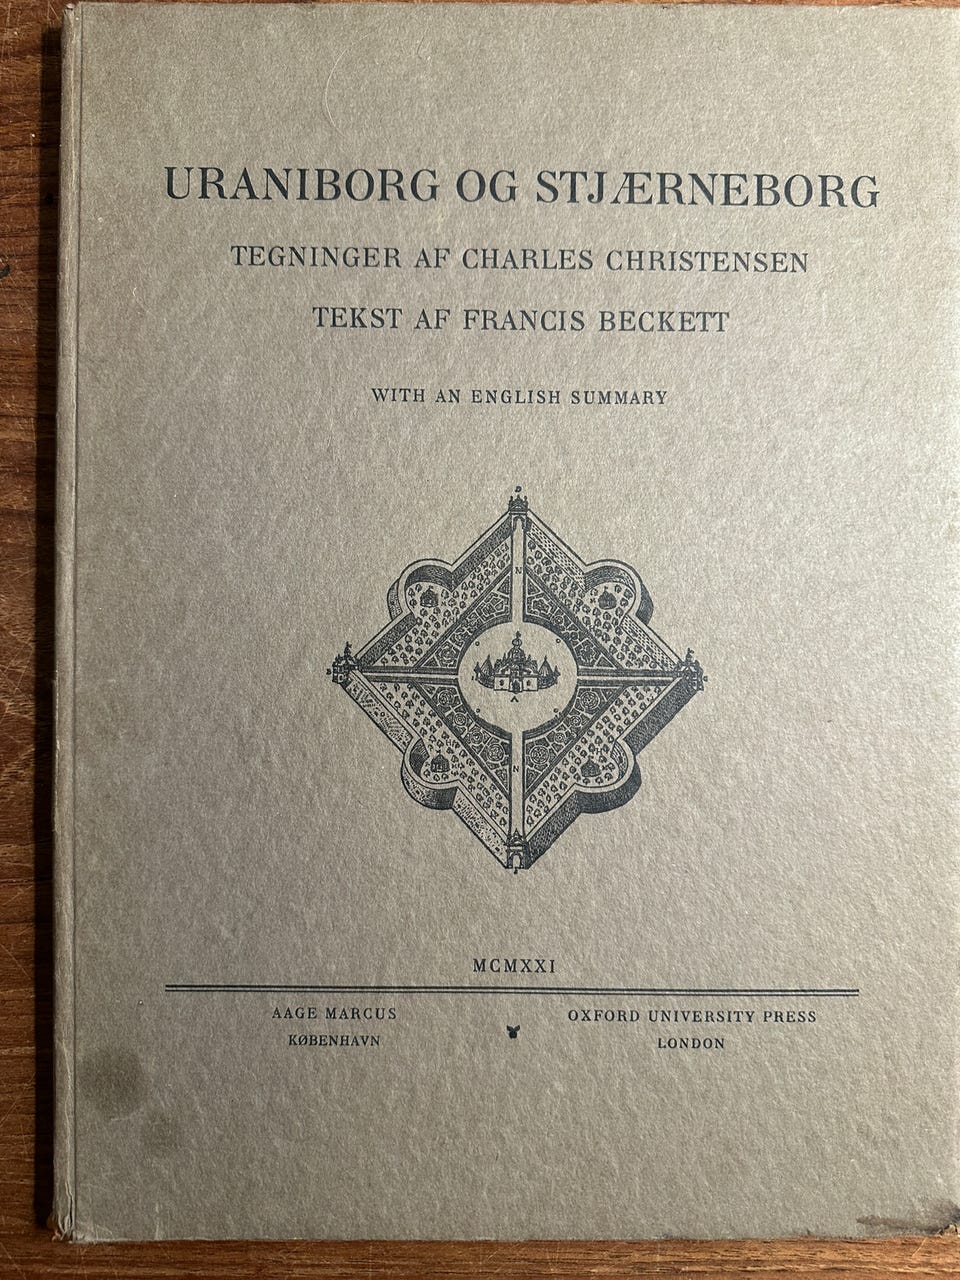 URANIBORG OG STJÆRNEBORG
TEGNINGER AF CHARLES CHRISTENSEN
TEKST AF FRANCIS BECKETT
WITH AN ENGLISH SUMMARY
D
N
A
N
MCMXXI
AAGE MARCUS
KØBENHAVN
OXFORD UNIVERSITY PRESS
LONDON